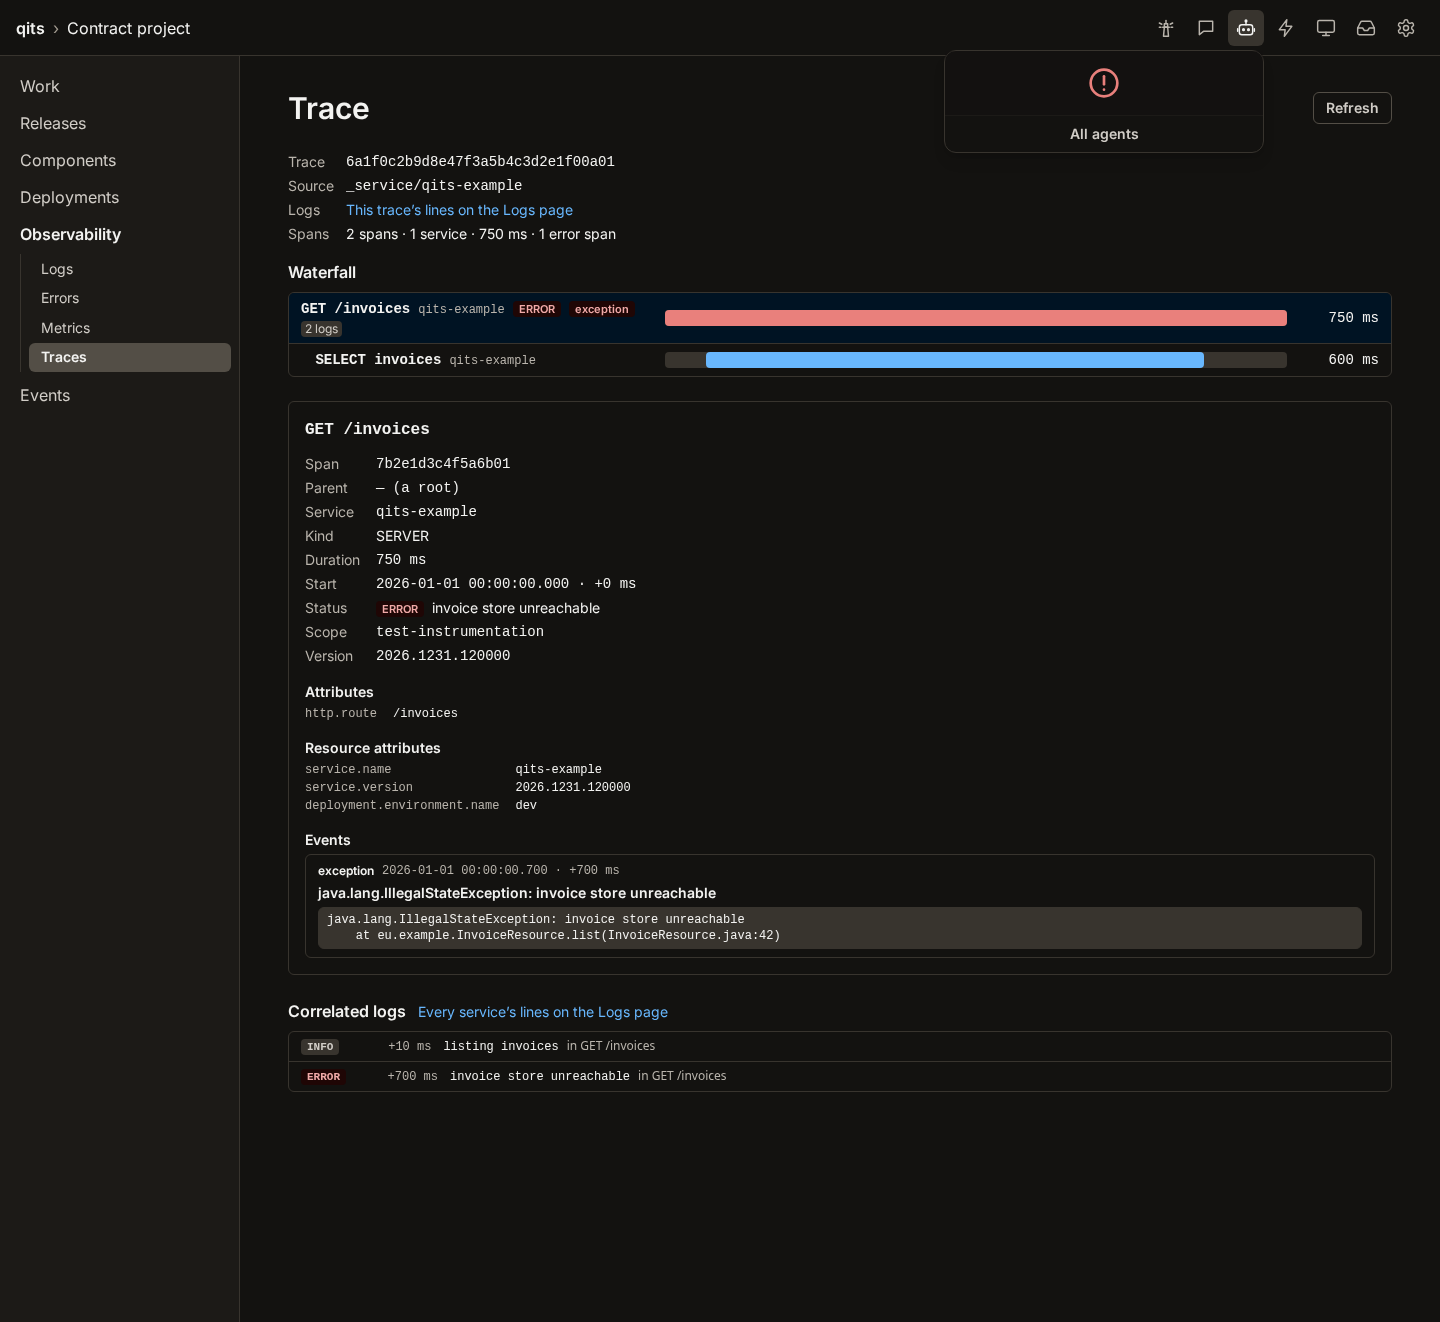 qits › Contract project
All agents
Work
Releases
Components
Deployments
Observability
Logs
Errors
Metrics
Traces
Events
Trace
Refresh
Trace 6a1f0c2b9d8e47f3a5b4c3d2e1f00a01
Source _service/qits-example
Logs This trace’s lines on the Logs page
Spans 2 spans · 1 service · 750 ms · 1 error span
Waterfall
GET /invoices qits-example ERROR exception
2 logs
750 ms
SELECT invoices qits-example 600 ms
GET /invoices
Span 7b2e1d3c4f5a6b01
Parent — (a root)
Service qits-example
Kind SERVER
Duration 750 ms
Start 2026-01-01 00:00:00.000 · +0 ms
Status ERROR invoice store unreachable
Scope test-instrumentation
Version 2026.1231.120000
Attributes
http.route /invoices
Resource attributes
service.name qits-example
service.version 2026.1231.120000
deployment.environment.name dev
Events
exception 2026-01-01 00:00:00.700 · +700 ms
java.lang.IllegalStateException: invoice store unreachable
java.lang.IllegalStateException: invoice store unreachable
at eu.example.InvoiceResource.list(InvoiceResource.java:42)
Correlated logs Every service’s lines on the Logs page
INFO +10 ms listing invoices in GET /invoices
ERROR +700 ms invoice store unreachable in GET /invoices